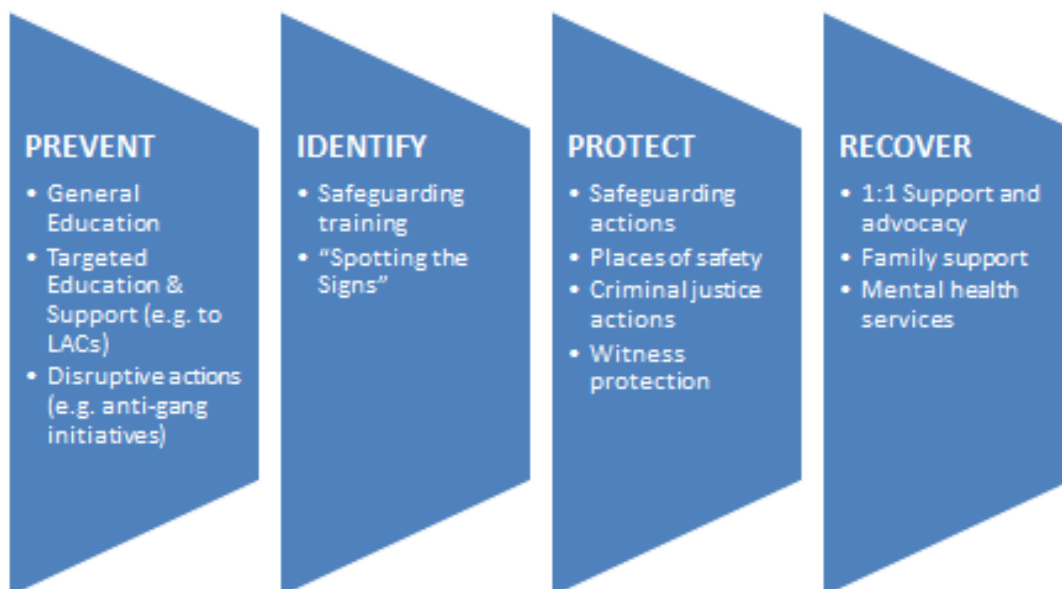 PREVENT
• General
Education
• Targeted
Education &
Support (e.g. to
LACs)
• Disruptive actions
(e.g. anti-gang
initiatives)
IDENTIFY
• Safeguarding
training
• “Spotting the
Signs”
PROTECT
• Safeguarding
actions
• Places of safety
• Criminal justice
actions
• Witness
protection
RECOVER
• 1:1 Support and
advocacy
• Family support
• Mental health
services